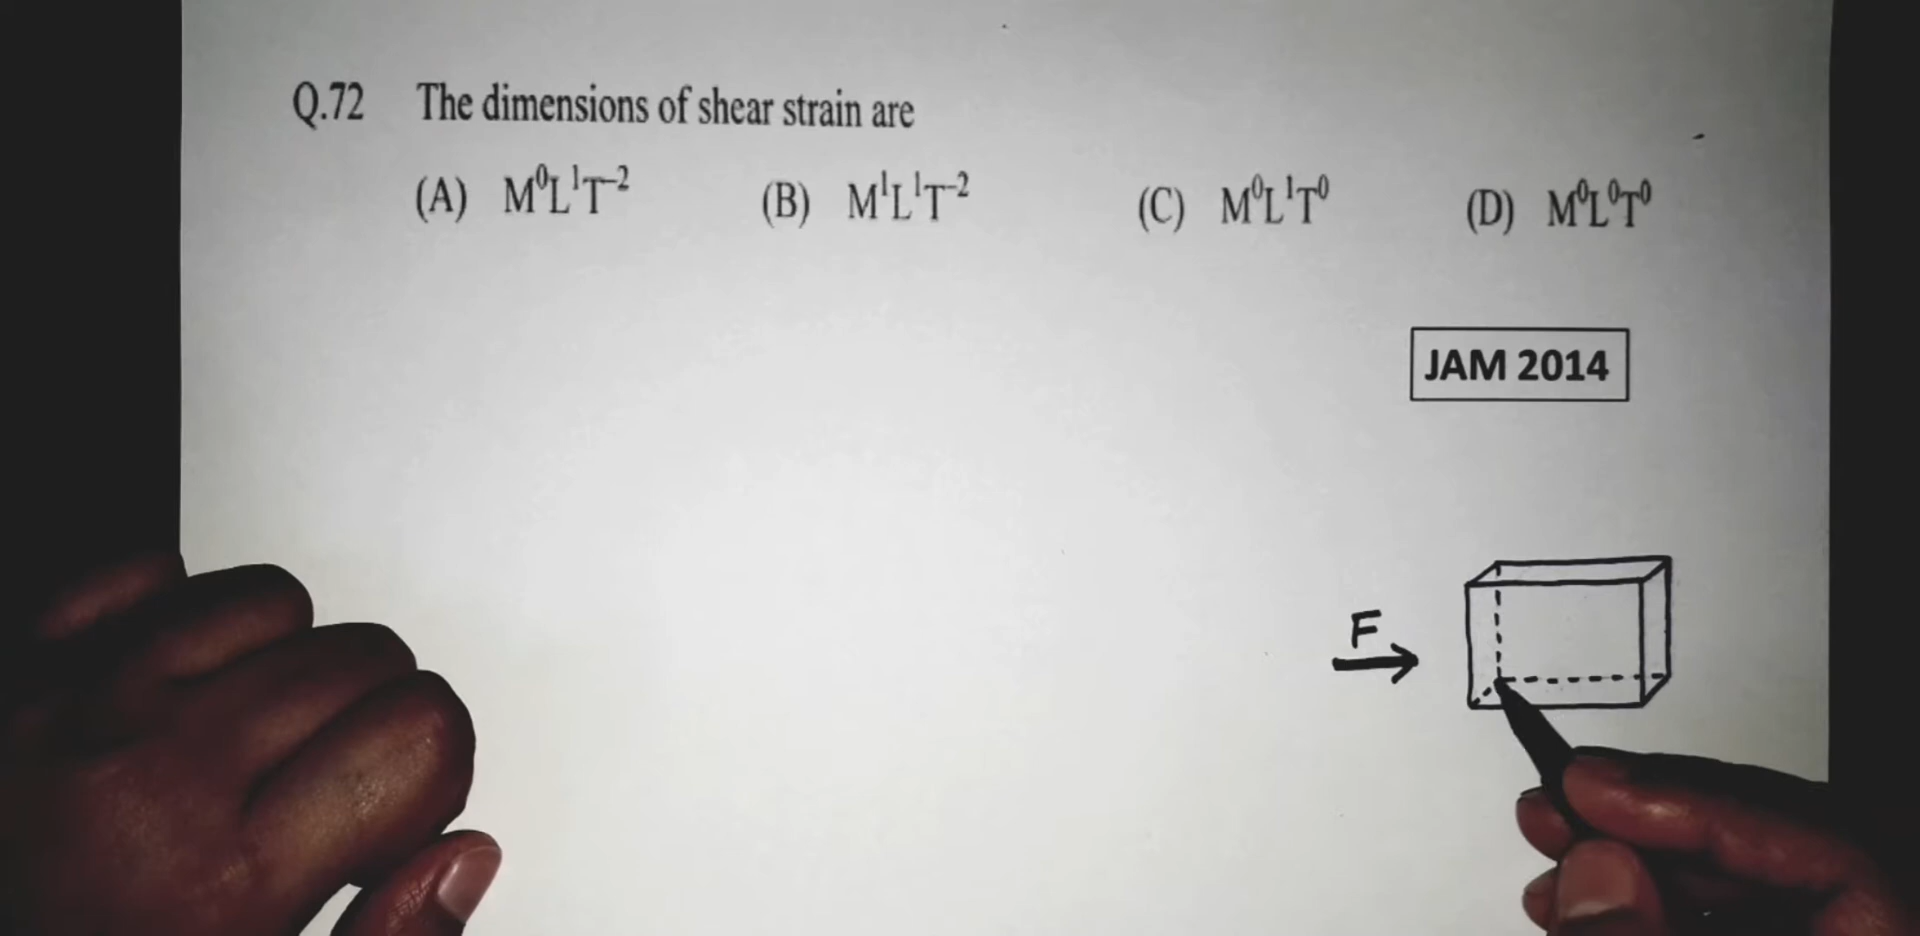 Q.72 The dimensions of shear strain are
(A) M⁰L¹T⁻² (B) M¹L¹T⁻² (C) M⁰L¹T⁰ (D) M⁰L⁰T⁰
JAM 2014
F